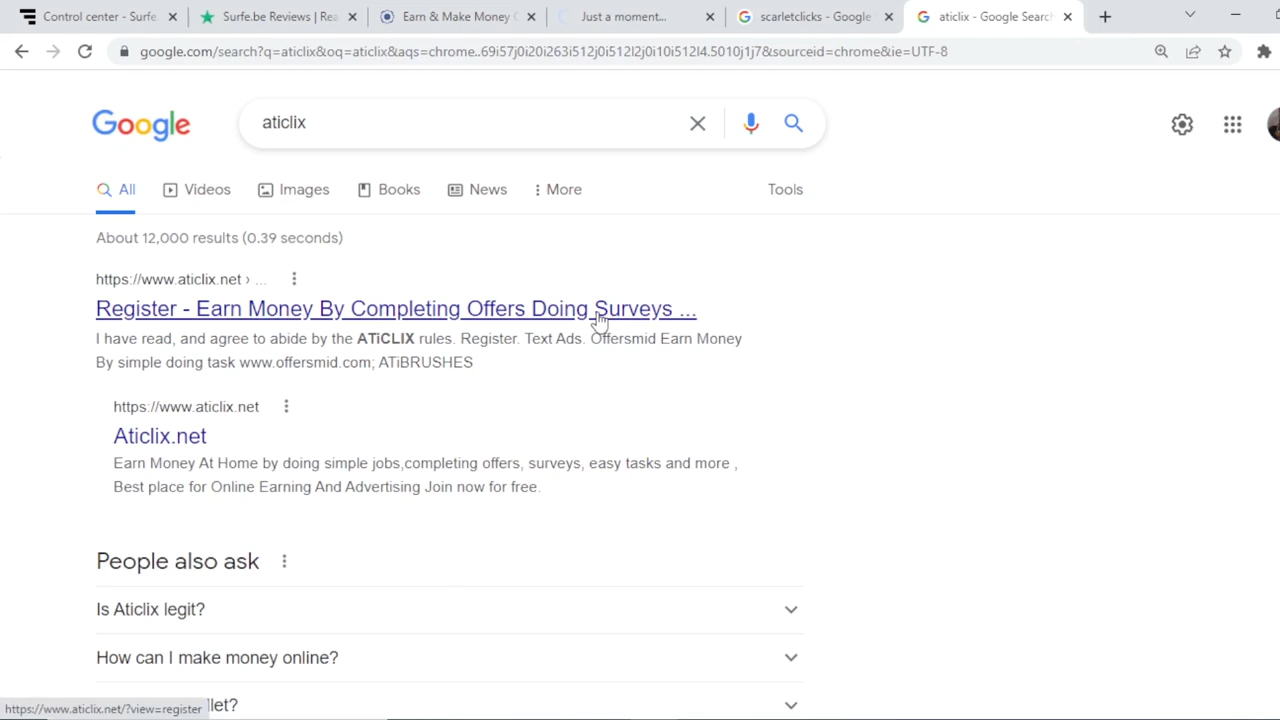 Control center - Surfe.
Surfe.be Reviews | Rea
Earn & Make Money O
Just a moment...
scarletclicks - Google
aticlix - Google Search
google.com/search?q=aticlix&oq=aticlix&aqs=chrome..69i57j0i20i263i512j0i512l2j0i10i512l4.5010j1j7&sourceid=chrome&ie=UTF-8
Google
aticlix
All
Videos
Images
Books
News
More
Tools
About 12,000 results (0.39 seconds)
https://www.aticlix.net › ...
Register - Earn Money By Completing Offers Doing Surveys ...
I have read, and agree to abide by the ATiCLIX rules. Register. Text Ads. Offersmid Earn Money
By simple doing task www.offersmid.com; ATiBRUSHES
https://www.aticlix.net
Aticlix.net
Earn Money At Home by doing simple jobs,completing offers, surveys, easy tasks and more ,
Best place for Online Earning And Advertising Join now for free.
People also ask
Is Aticlix legit?
How can I make money online?
https://www.aticlix.net/?view=register